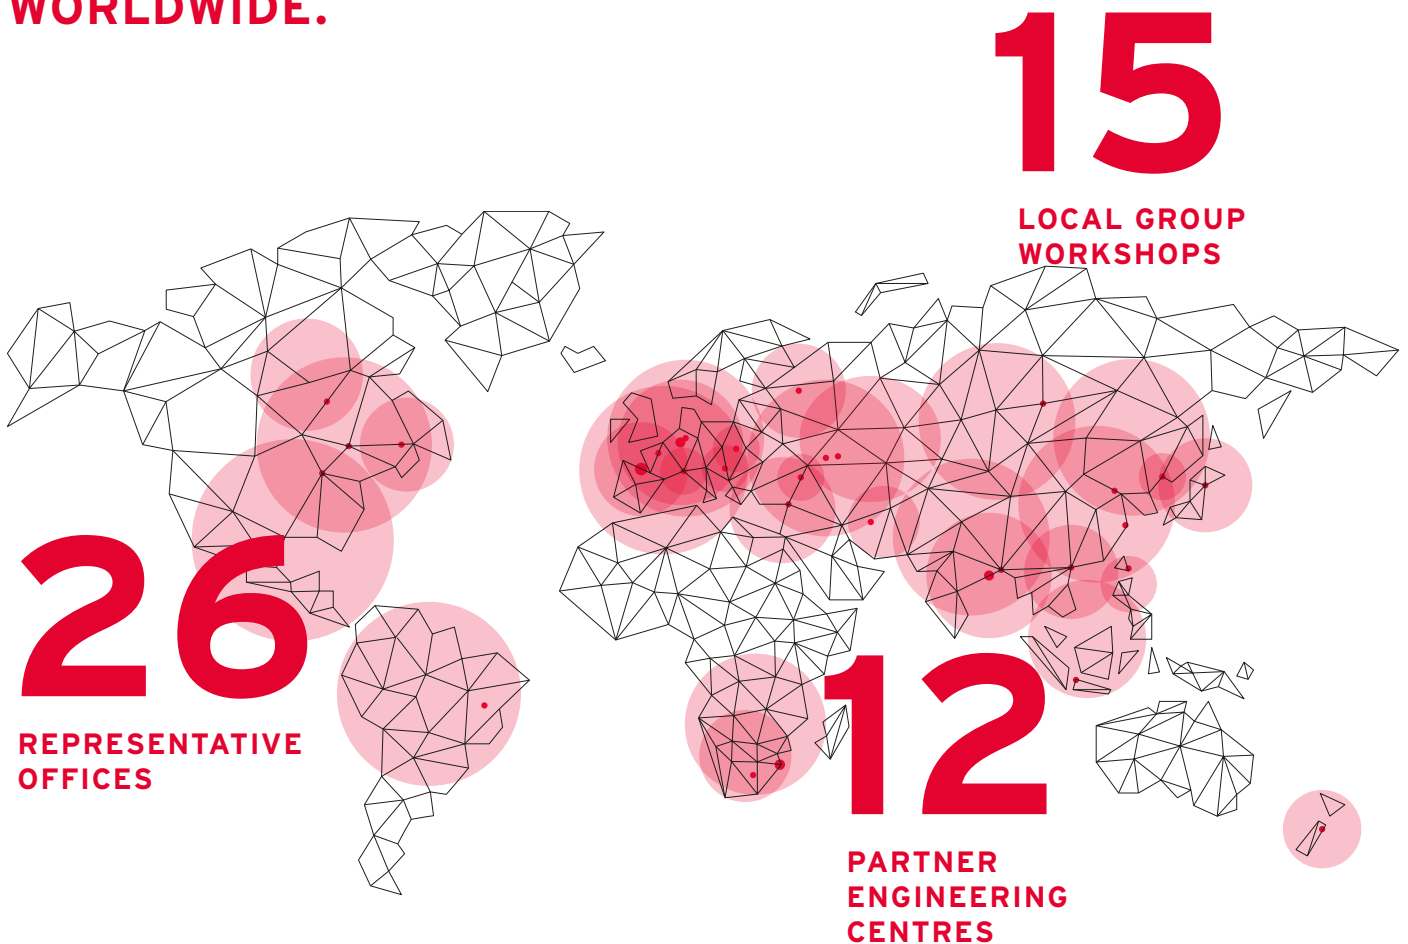 WORLDWIDE.
15
LOCAL GROUP
WORKSHOPS
26
REPRESENTATIVE
OFFICES
12
PARTNER
ENGINEERING
CENTRES